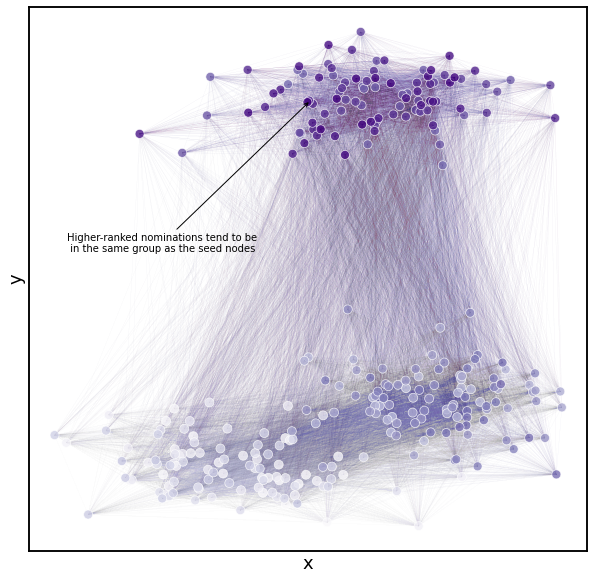 Higher-ranked nominations tend to be
in the same group as the seed nodes
y
x